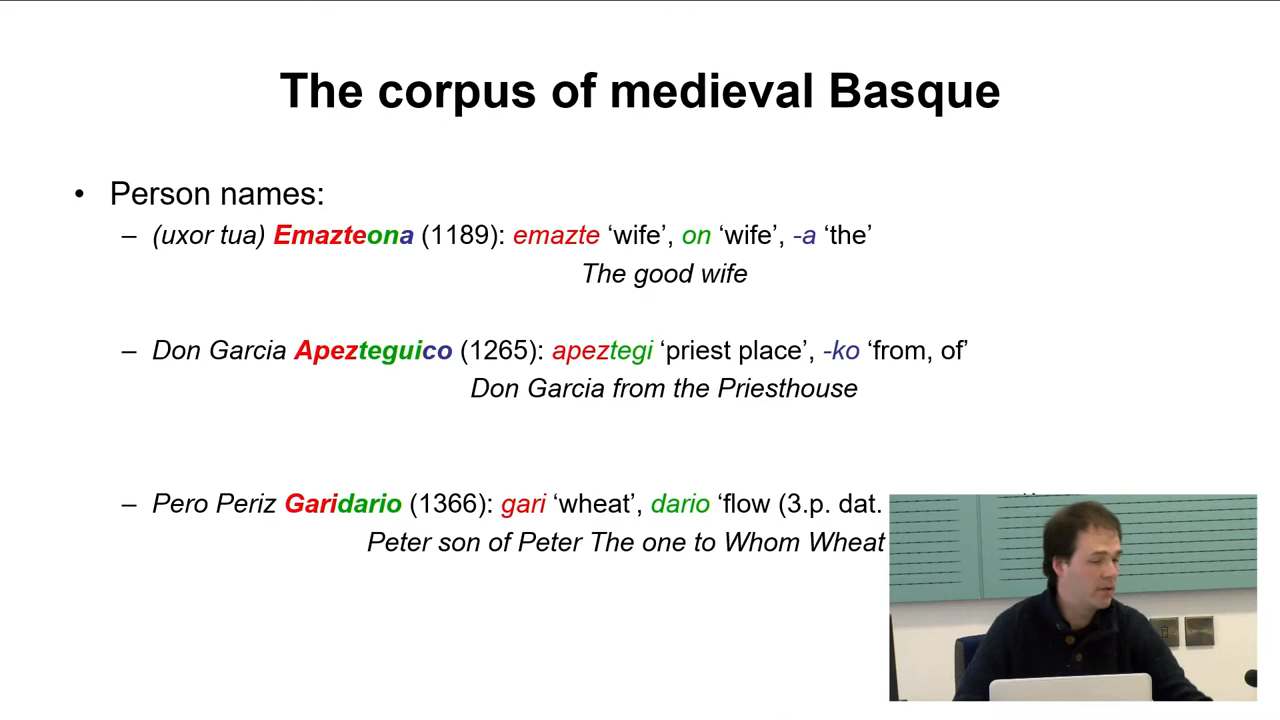 The corpus of medieval Basque
• Person names:
– (uxor tua) Emazteona (1189): emazte ‘wife’, on ‘wife’, -a ‘the’
The good wife
– Don Garcia Apezteguico (1265): apeztegi ‘priest place’, -ko ‘from, of’
Don Garcia from the Priesthouse
– Pero Periz Garidario (1366): gari ‘wheat’, dario ‘flow (3.p. dat.
Peter son of Peter The one to Whom Wheat